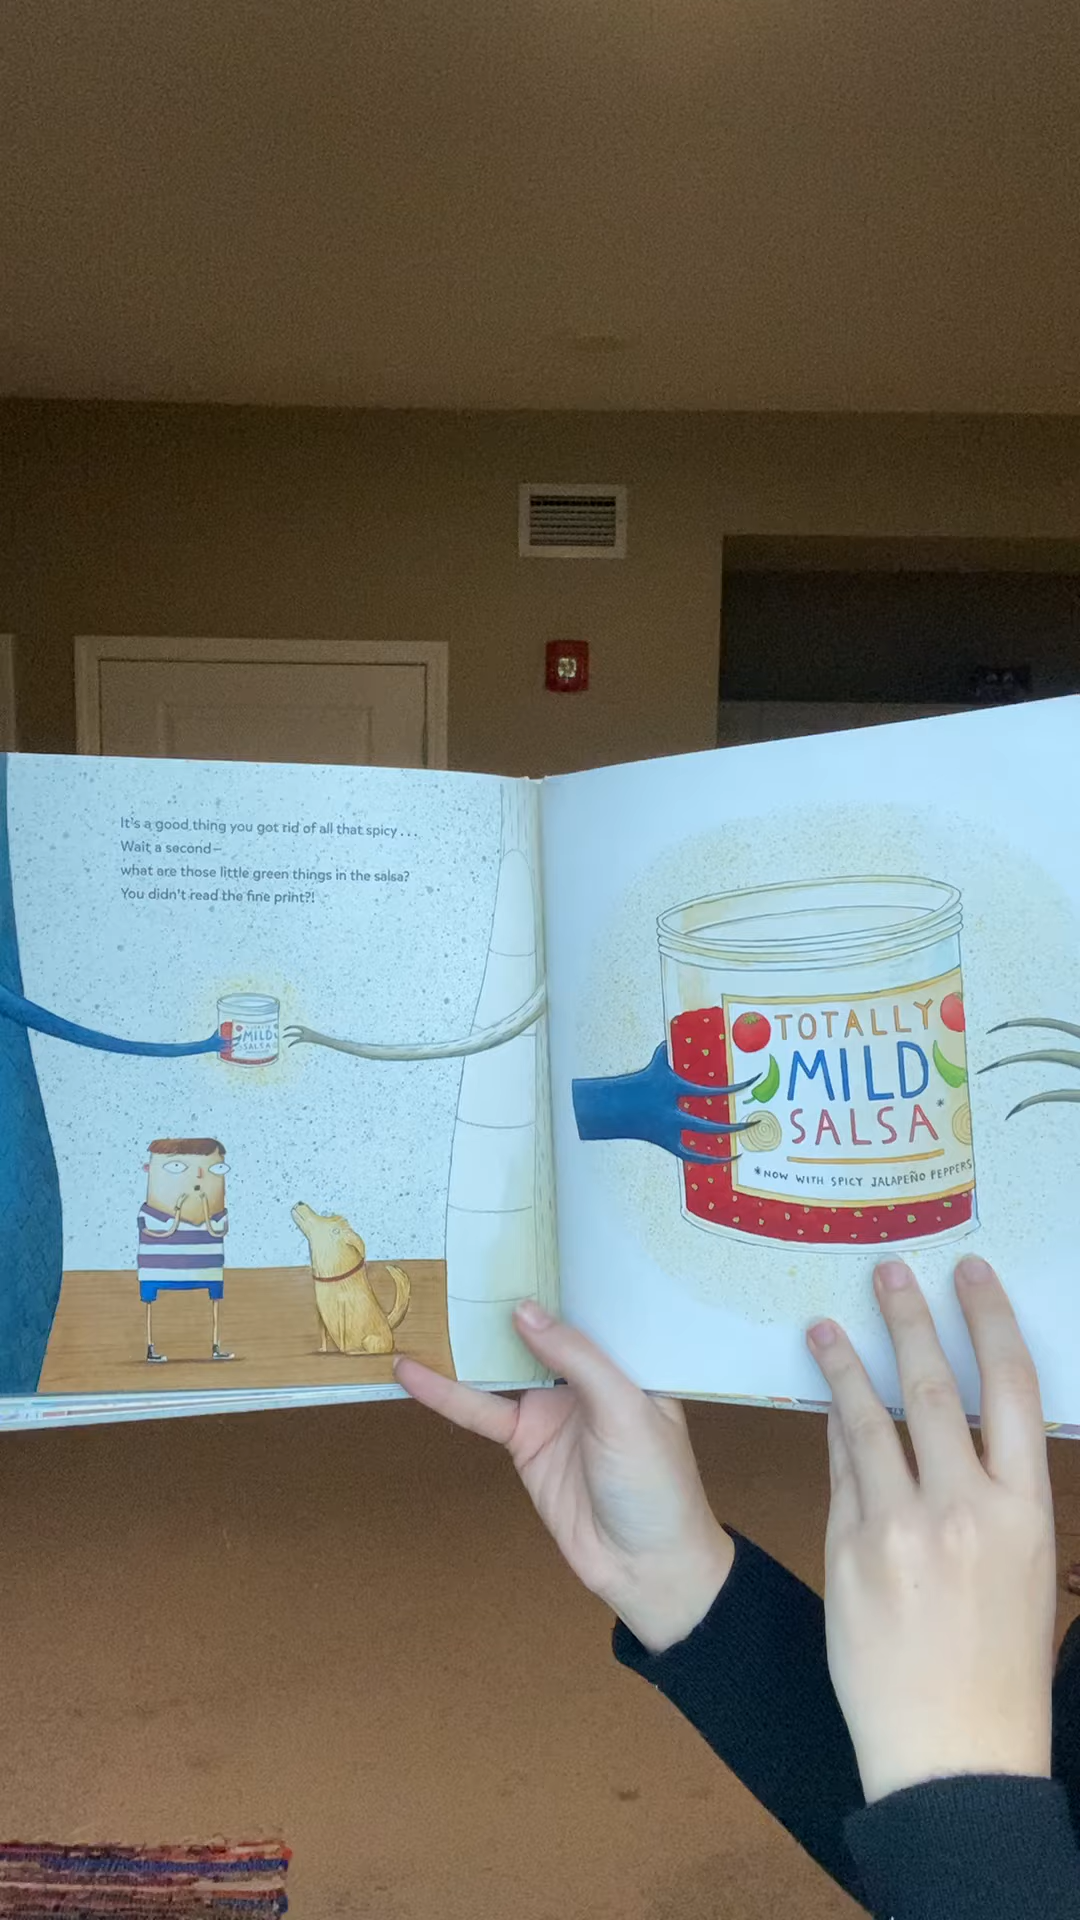 It's a good thing you got rid of all that spicy . . .
Wait a second—
what are those little green things in the salsa?
You didn't read the fine print?!
MILD
SALSA
TOTALLY
MILD
SALSA*
*NOW WITH SPICY JALAPEÑO PEPPERS